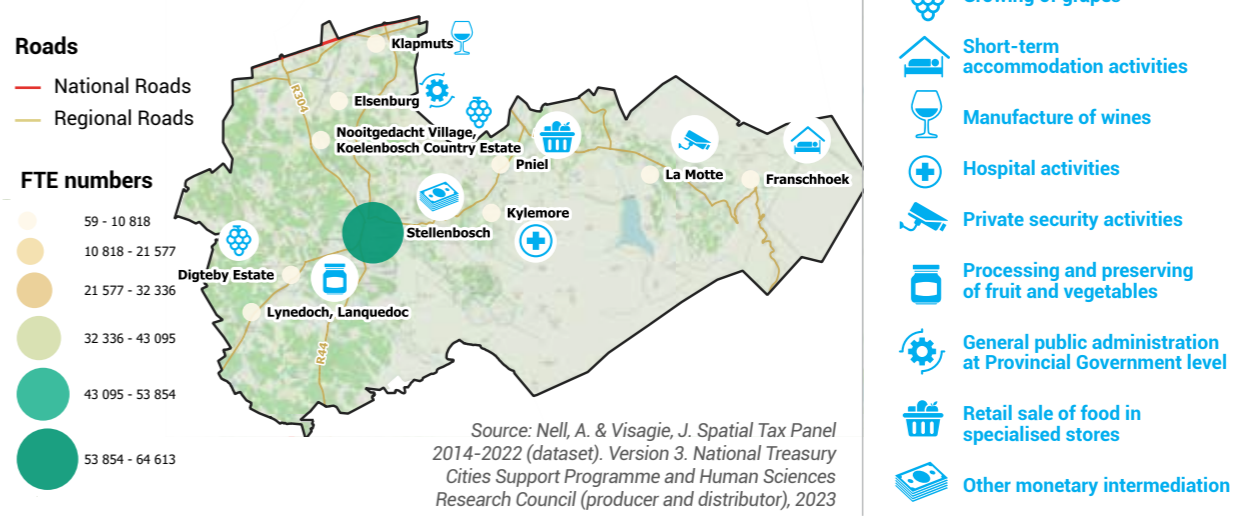 Roads
National Roads
Regional Roads
FTE numbers
59 - 10 818
10 818 - 21 577
21 577 - 32 336
32 336 - 43 095
43 095 - 53 854
53 854 - 64 613
Klapmuts
R304
Elsenburg
Nooitgedacht Village,
Koelenbosch Country Estate
Pniel
La Motte
Franschhoek
Kylemore
Stellenbosch
Digteby Estate
Lynedoch, Lanquedoc
R44
Source: Nell, A. & Visagie, J. Spatial Tax Panel
2014-2022 (dataset). Version 3. National Treasury
Cities Support Programme and Human Sciences
Research Council (producer and distributor), 2023
Growing of grapes
Short-term
accommodation activities
Manufacture of wines
Hospital activities
Private security activities
Processing and preserving
of fruit and vegetables
General public administration
at Provincial Government level
Retail sale of food in
specialised stores
Other monetary intermediation